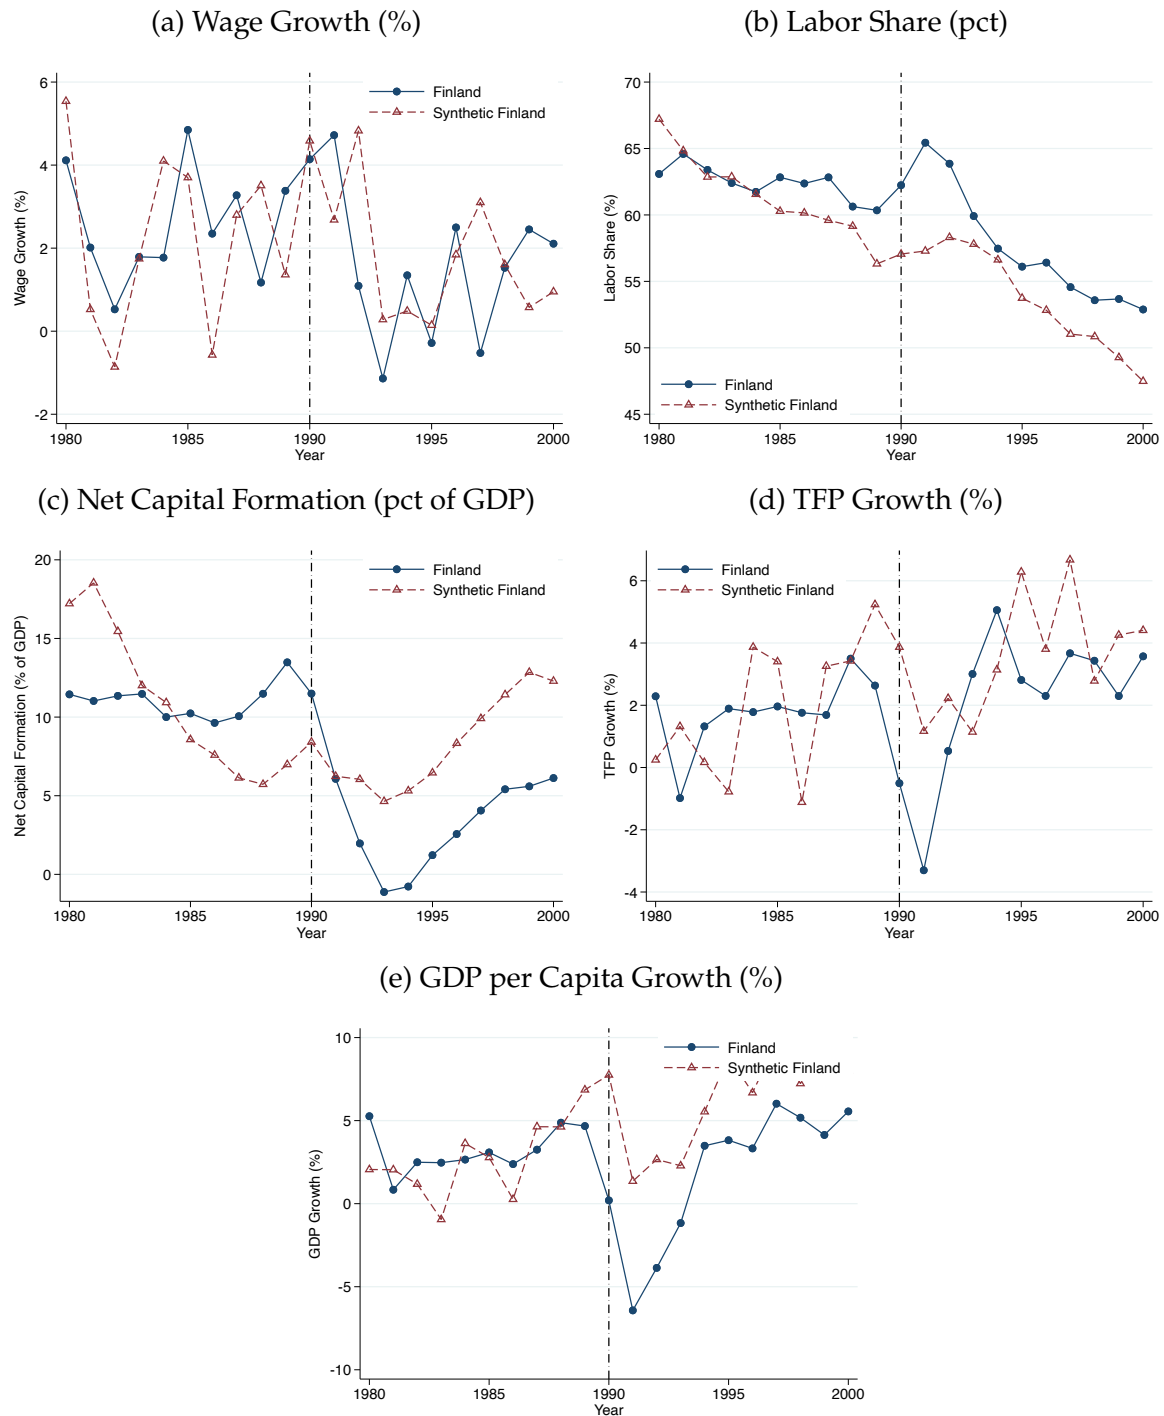 (a) Wage Growth (%)
6
4
2
0
-2
Wage Growth (%)
1980 1985 1990 1995 2000
Year
Finland
Synthetic Finland
(b) Labor Share (pct)
70
65
60
55
50
45
Labor Share (%)
1980 1985 1990 1995 2000
Year
Finland
Synthetic Finland
(c) Net Capital Formation (pct of GDP)
20
15
10
5
0
Net Capital Formation (% of GDP)
1980 1985 1990 1995 2000
Year
Finland
Synthetic Finland
(d) TFP Growth (%)
6
4
2
0
-2
-4
TFP Growth (%)
1980 1985 1990 1995 2000
Year
Finland
Synthetic Finland
(e) GDP per Capita Growth (%)
10
5
0
-5
-10
GDP Growth (%)
1980 1985 1990 1995 2000
Year
Finland
Synthetic Finland